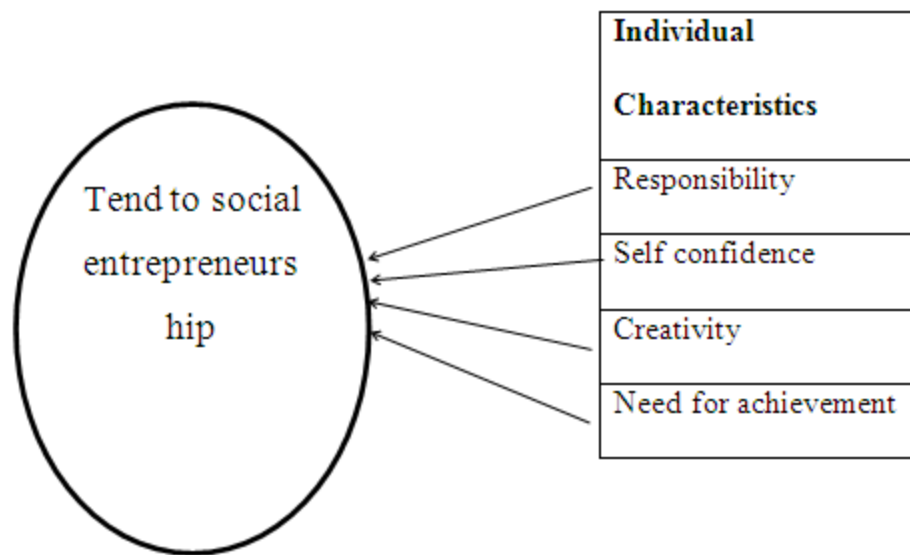 Tend to social
entrepreneurs
hip
Individual
Characteristics
Responsibility
Self confidence
Creativity
Need for achievement